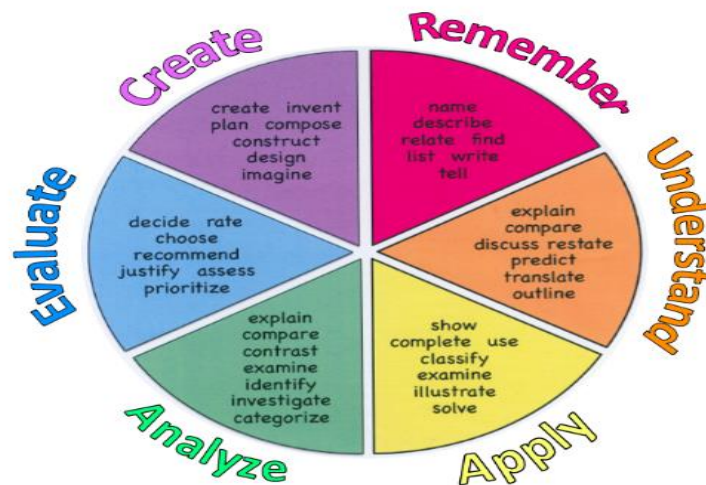 Create
create invent
plan compose
construct
design
imagine
Remember
name
describe
relate find
list write
tell
Understand
explain
compare
discuss restate
predict
translate
outline
Apply
show
complete use
classify
examine
illustrate
solve
Analyze
explain
compare
contrast
examine
identify
investigate
categorize
Evaluate
decide rate
choose
recommend
justify assess
prioritize